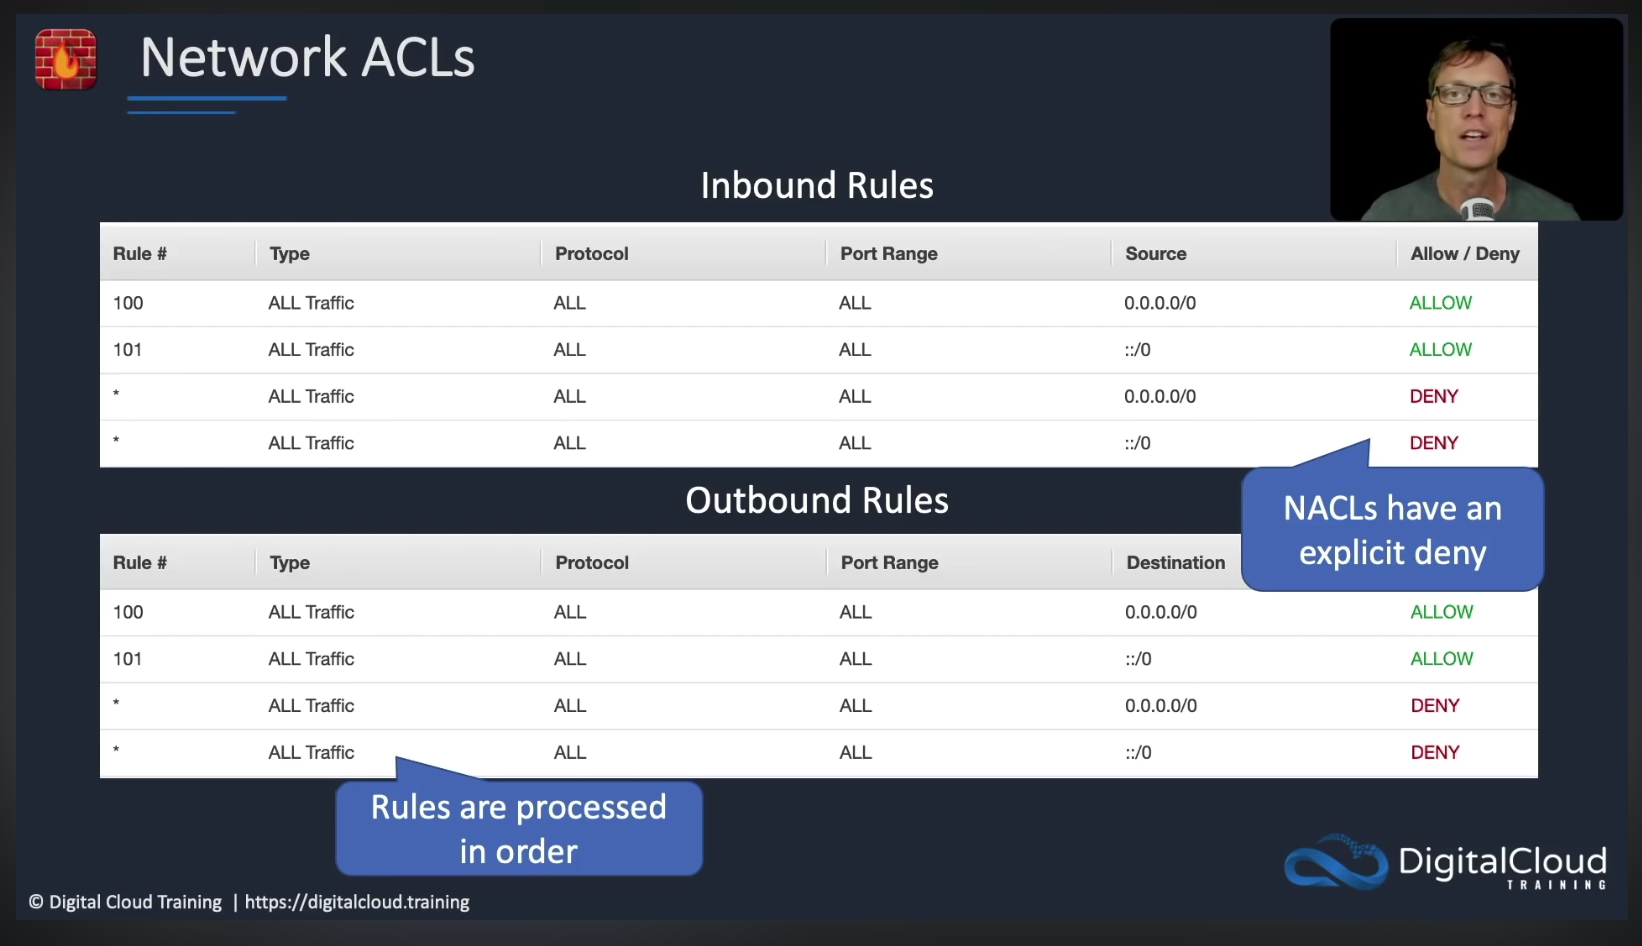 Network ACLs
Inbound Rules
Rule # Type Protocol Port Range Source Allow / Deny
100 ALL Traffic ALL ALL 0.0.0.0/0 ALLOW
101 ALL Traffic ALL ALL ::/0 ALLOW
* ALL Traffic ALL ALL 0.0.0.0/0 DENY
* ALL Traffic ALL ALL ::/0 DENY
NACLs have an
explicit deny
Outbound Rules
Rule # Type Protocol Port Range Destination
100 ALL Traffic ALL ALL 0.0.0.0/0 ALLOW
101 ALL Traffic ALL ALL ::/0 ALLOW
* ALL Traffic ALL ALL 0.0.0.0/0 DENY
* ALL Traffic ALL ALL ::/0 DENY
Rules are processed
in order
DigitalCloud
TRAINING
© Digital Cloud Training | https://digitalcloud.training